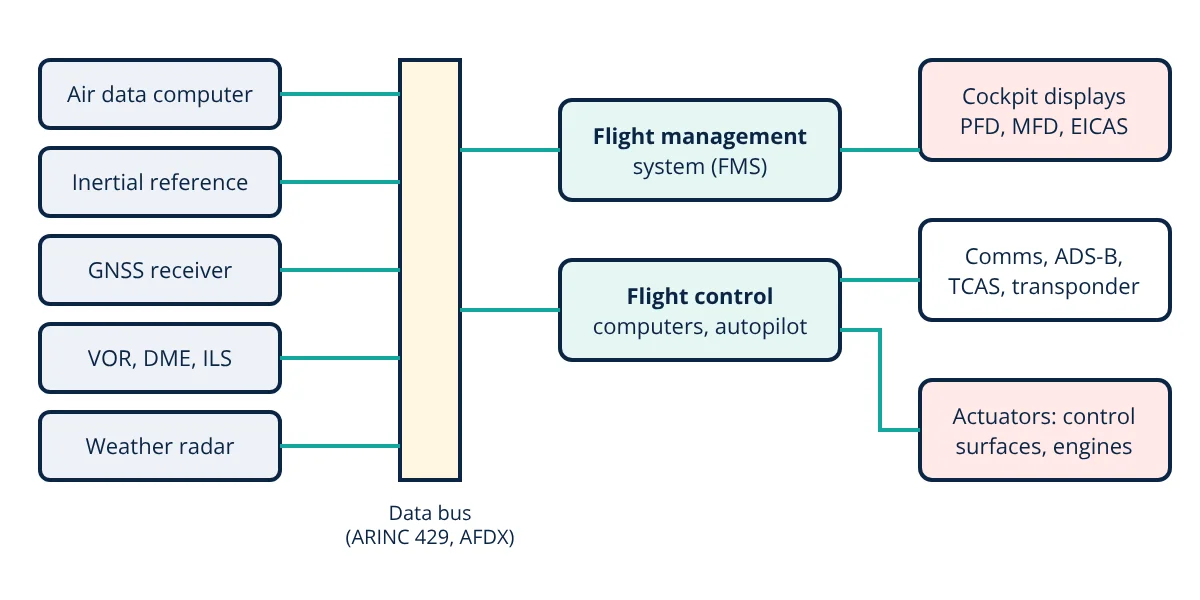 Air data computer
Inertial reference
GNSS receiver
VOR, DME, ILS
Weather radar
Data bus
(ARINC 429, AFDX)
Flight management
system (FMS)
Flight control
computers, autopilot
Cockpit displays
PFD, MFD, EICAS
Comms, ADS-B,
TCAS, transponder
Actuators: control
surfaces, engines